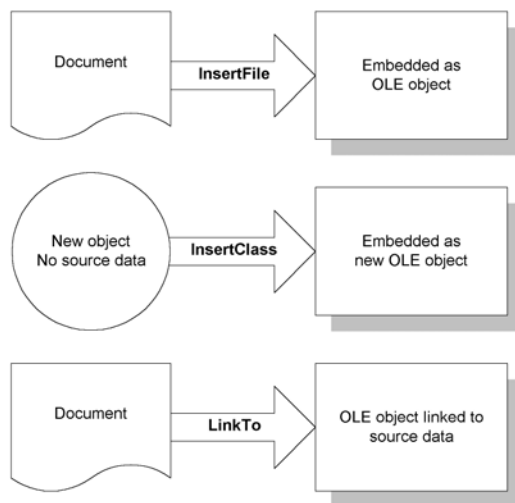 Document
InsertFile
Embedded as
OLE object
New object
No source data
InsertClass
Embedded as
new OLE object
Document
LinkTo
OLE object linked to
source data